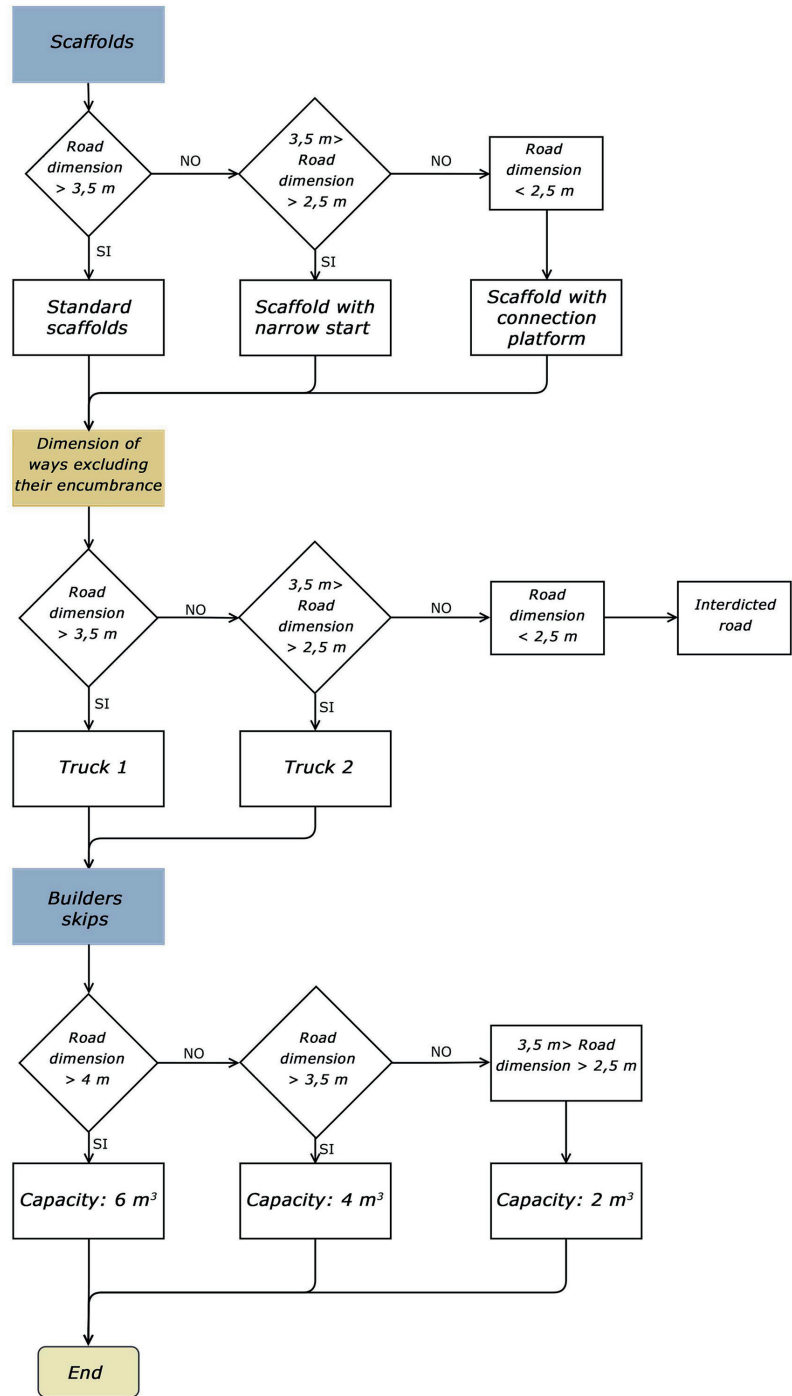 Scaffolds
Road
dimension
> 3,5 m
NO
3,5 m>
Road
dimension
> 2,5 m
NO
Road
dimension
< 2,5 m
SI
SI
Standard
scaffolds
Scaffold with
narrow start
Scaffold with
connection
platform
Dimension of
ways excluding
their encumbrance
Road
dimension
> 3,5 m
NO
3,5 m>
Road
dimension
> 2,5 m
NO
Road
dimension
< 2,5 m
Interdicted
road
SI
SI
Truck 1
Truck 2
Builders
skips
Road
dimension
> 4 m
NO
Road
dimension
> 3,5 m
NO
3,5 m> Road
dimension > 2,5 m
SI
SI
Capacity: 6 m³
Capacity: 4 m³
Capacity: 2 m³
End